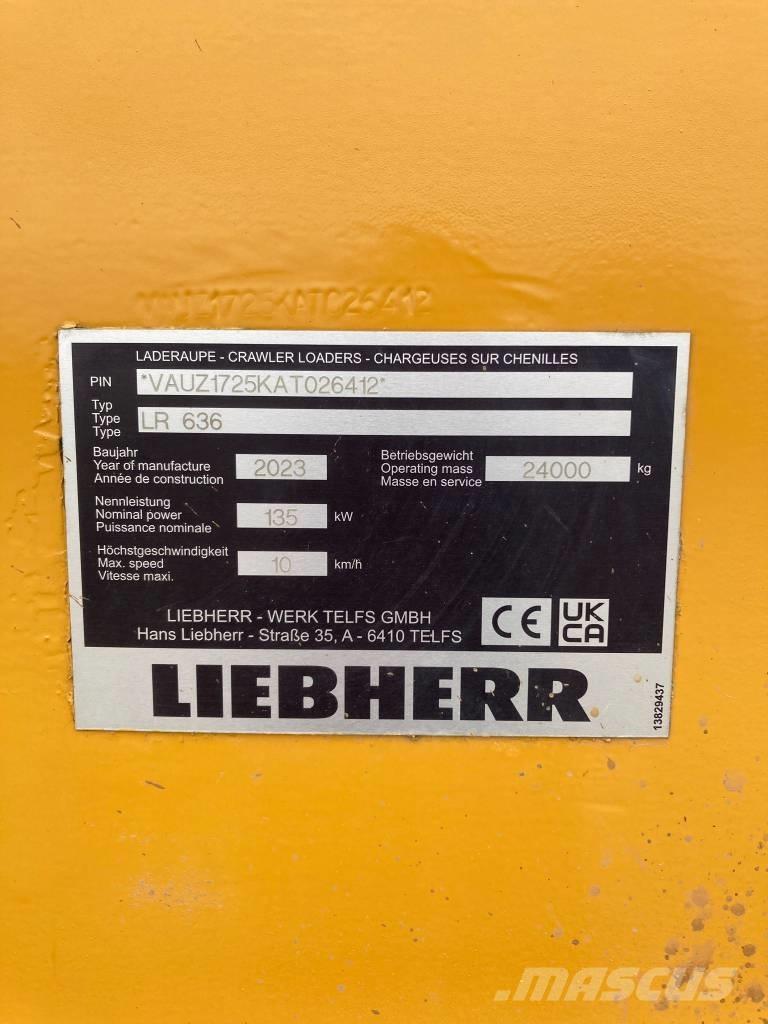 VAUZ1725KAT026412
LADERAUPE - CRAWLER LOADERS - CHARGEUSES SUR CHENILLES
PIN *VAUZ1725KAT026412*
Typ
Type LR 636
Type
Baujahr
Year of manufacture 2023
Année de construction
Betriebsgewicht
Operating mass 24000 kg
Masse en service
Nennleistung
Nominal power 135 kW
Puissance nominale
Höchstgeschwindigkeit
Max. speed 10 km/h
Vitesse maxi.
LIEBHERR - WERK TELFS GMBH
Hans Liebherr - Straße 35, A - 6410 TELFS
CE
UK
CA
LIEBHERR
13829437
mascus